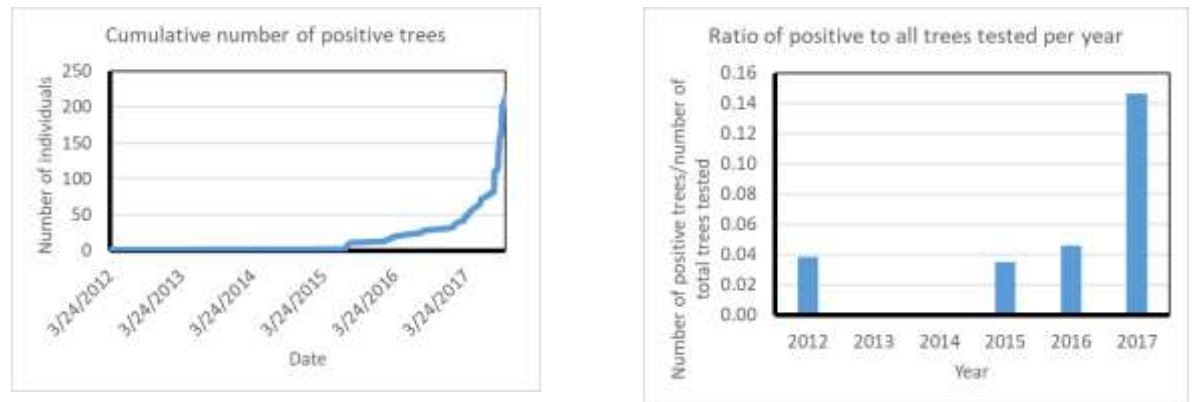 Cumulative number of positive trees
Number of individuals
250
200
150
100
50
0
3/24/2012
3/24/2013
3/24/2014
3/24/2015
3/24/2016
3/24/2017
Date
Ratio of positive to all trees tested per year
Number of positive trees/number of
total trees tested
0.16
0.14
0.12
0.10
0.08
0.06
0.04
0.02
0.00
2012 2013 2014 2015 2016 2017
Year